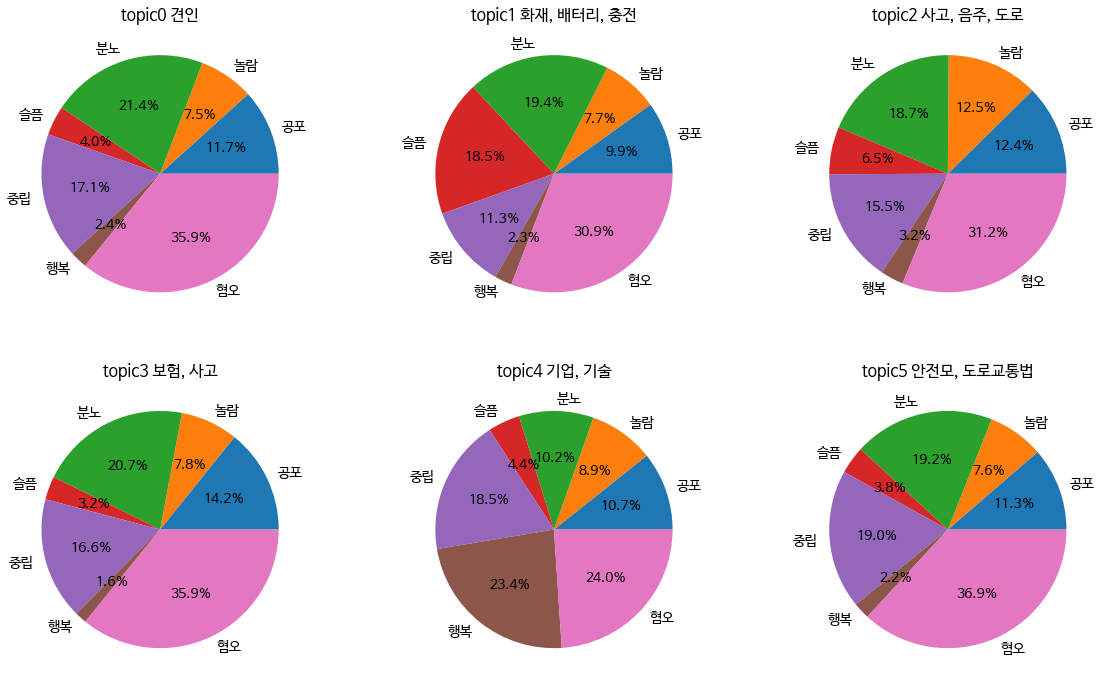 topic0 견인
분노
놀람
슬픔
공포
21.4%
7.5%
4.0%
11.7%
17.1%
중립
2.4%
35.9%
행복
혐오
topic1 화재, 배터리, 충전
분노
놀람
슬픔
공포
19.4%
7.7%
18.5%
9.9%
11.3%
중립
2.3%
30.9%
행복
혐오
topic2 사고, 음주, 도로
분노
놀람
슬픔
공포
18.7%
12.5%
6.5%
12.4%
15.5%
중립
3.2%
31.2%
행복
혐오
topic3 보험, 사고
분노
놀람
슬픔
공포
20.7%
7.8%
3.2%
14.2%
16.6%
중립
1.6%
35.9%
행복
혐오
topic4 기업, 기술
분노
슬픔
놀람
10.2%
4.4%
8.9%
중립
공포
18.5%
10.7%
23.4%
24.0%
행복
혐오
topic5 안전모, 도로교통법
분노
놀람
슬픔
공포
19.2%
7.6%
3.8%
11.3%
19.0%
중립
2.2%
36.9%
행복
혐오